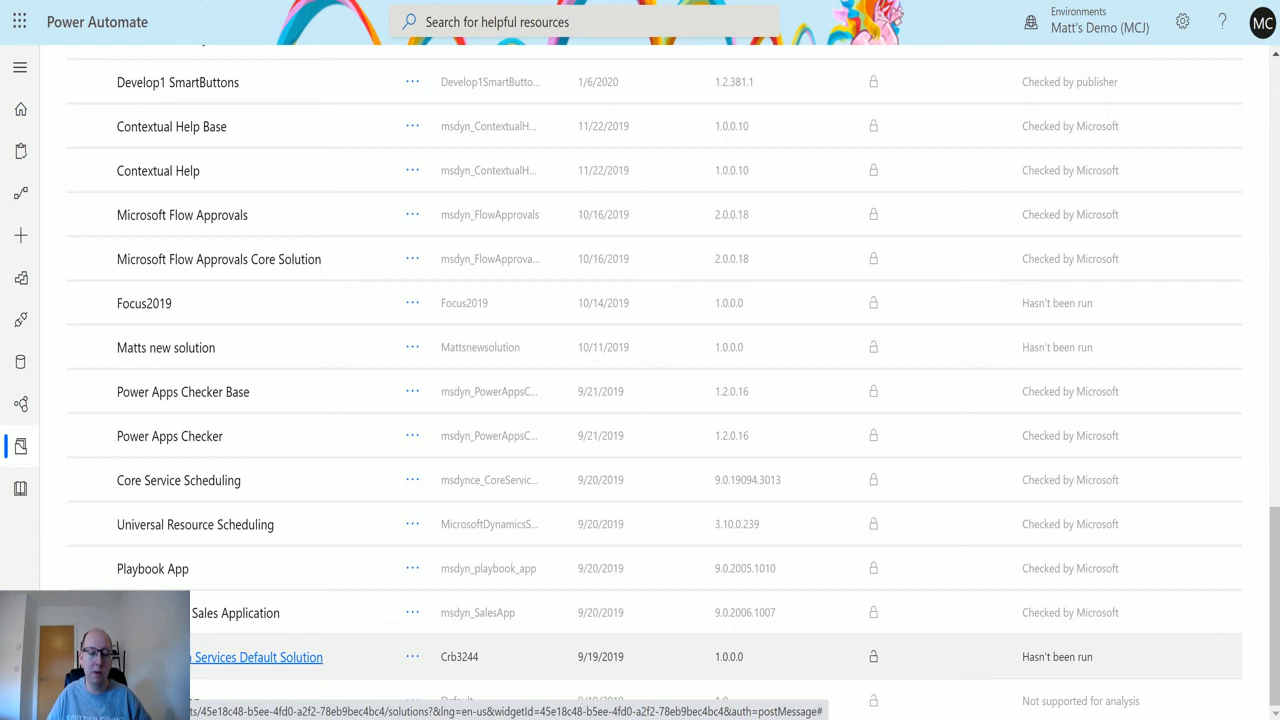 Power Automate
Search for helpful resources
Environments
Matt's Demo (MCJ)
?
MC
Develop1 SmartButtons ... Develop1SmartButto... 1/6/2020 1.2.381.1 Checked by publisher
Contextual Help Base ... msdyn_ContextualH... 11/22/2019 1.0.0.10 Checked by Microsoft
Contextual Help ... msdyn_ContextualH... 11/22/2019 1.0.0.10 Checked by Microsoft
Microsoft Flow Approvals ... msdyn_FlowApprovals 10/16/2019 2.0.0.18 Checked by Microsoft
Microsoft Flow Approvals Core Solution ... msdyn_FlowApprova... 10/16/2019 2.0.0.18 Checked by Microsoft
Focus2019 ... Focus2019 10/14/2019 1.0.0.0 Hasn't been run
Matts new solution ... Mattsnewsolution 10/11/2019 1.0.0.0 Hasn't been run
Power Apps Checker Base ... msdyn_PowerAppsC... 9/21/2019 1.2.0.16 Checked by Microsoft
Power Apps Checker ... msdyn_PowerAppsC... 9/21/2019 1.2.0.16 Checked by Microsoft
Core Service Scheduling ... msdynce_CoreServic... 9/20/2019 9.0.19094.3013 Checked by Microsoft
Universal Resource Scheduling ... MicrosoftDynamicsS... 9/20/2019 3.10.0.239 Checked by Microsoft
Playbook App ... msdyn_playbook_app 9/20/2019 9.0.2005.1010 Checked by Microsoft
Sales Application ... msdyn_SalesApp 9/20/2019 9.0.2006.1007 Checked by Microsoft
Services Default Solution ... Crb3244 9/19/2019 1.0.0.0 Hasn't been run
Not supported for analysis
ts/45e18c48-b5ee-4fd0-a2f2-78eb9bec4bc4/solutions?&lng=en-us&widgetId=45e18c48-b5ee-4fd0-a2f2-78eb9bec4bc4&auth=postMessage#